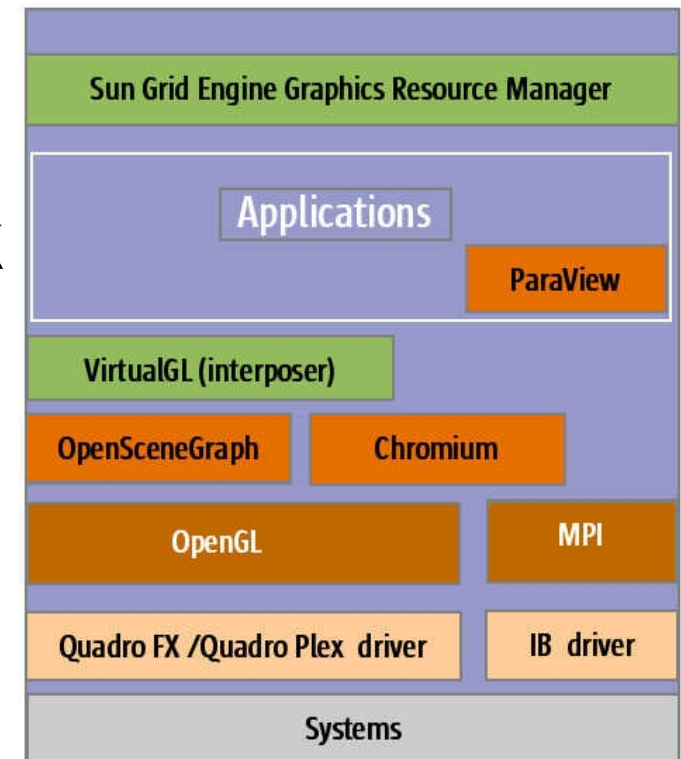 Sun Grid Engine Graphics Resource Manager
Applications
ParaView
VirtualGL (interposer)
OpenSceneGraph
Chromium
OpenGL
MPI
Quadro FX /Quadro Plex driver
IB driver
Systems